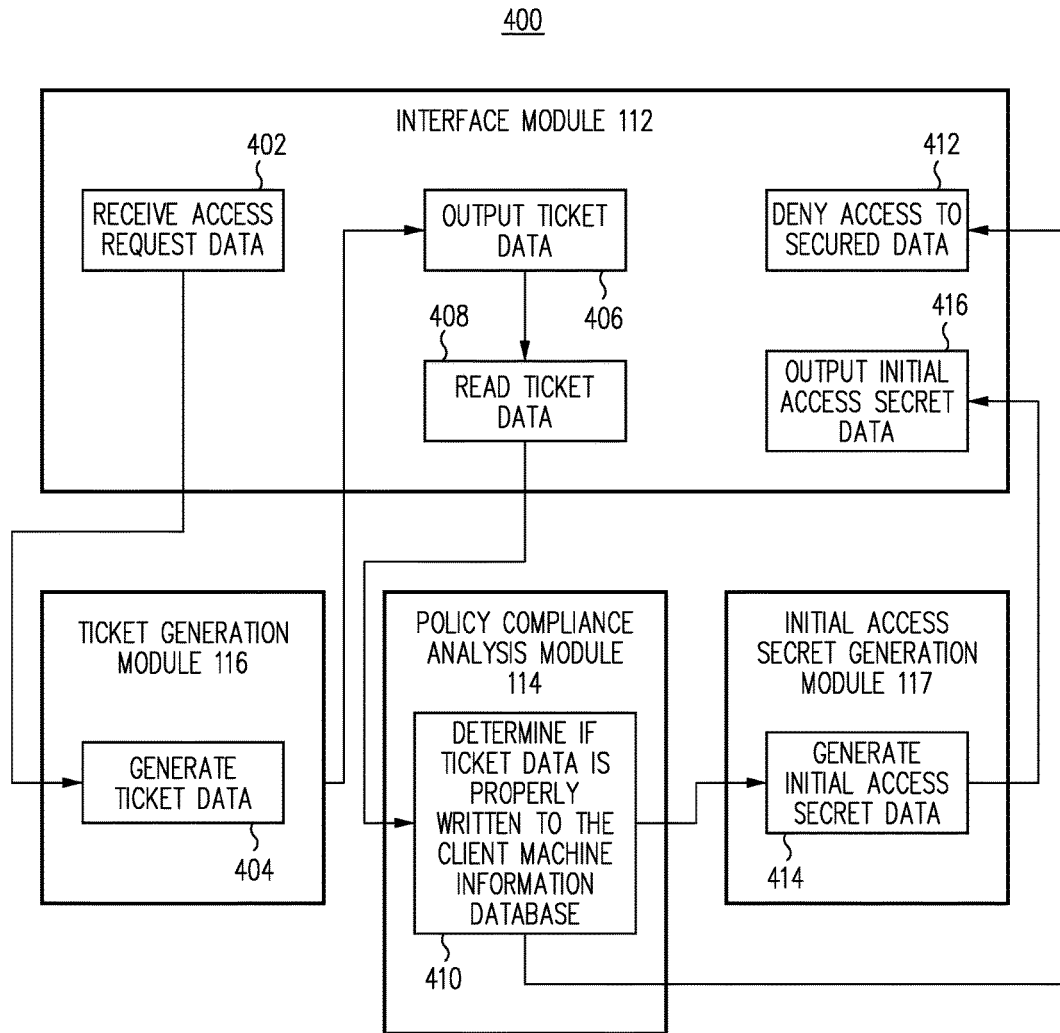 400
INTERFACE MODULE 112
402
RECEIVE ACCESS
REQUEST DATA
OUTPUT TICKET
DATA
406
408
READ TICKET
DATA
412
DENY ACCESS TO
SECURED DATA
416
OUTPUT INITIAL
ACCESS SECRET
DATA
TICKET GENERATION
MODULE 116
GENERATE
TICKET DATA
404
POLICY COMPLIANCE
ANALYSIS MODULE
114
DETERMINE IF
TICKET DATA IS
PROPERLY
WRITTEN TO THE
CLIENT MACHINE
INFORMATION
DATABASE
410
INITIAL ACCESS
SECRET GENERATION
MODULE 117
GENERATE
INITIAL ACCESS
SECRET DATA
414